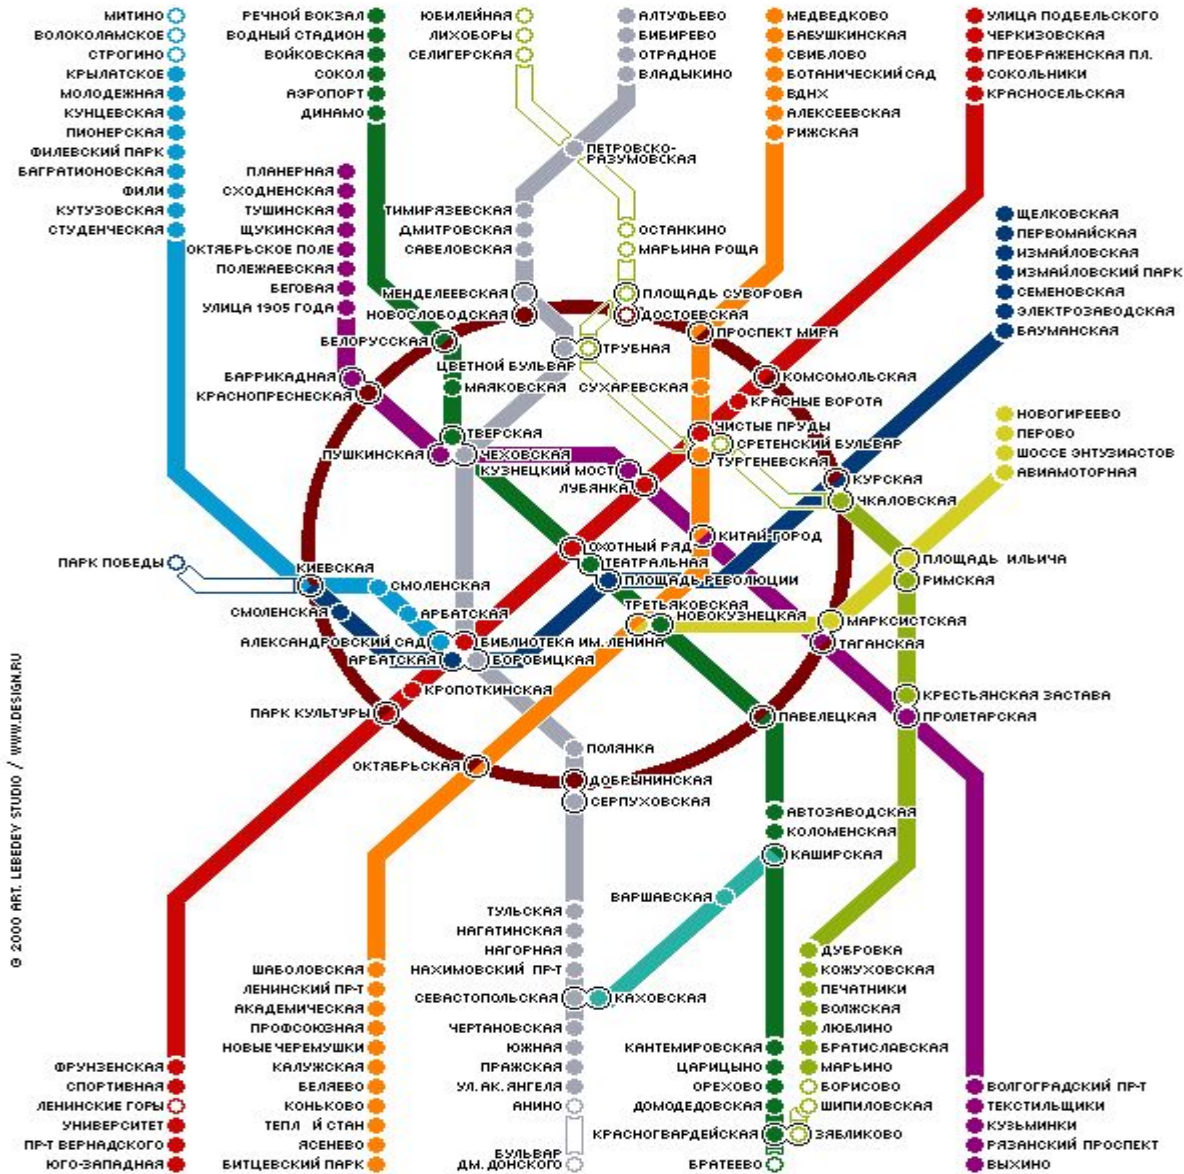 МИТИНО
ВОЛОКОЛАМСКОЕ
СТРОГИНО
КРЫЛАТСКОЕ
МОЛОДЕЖНАЯ
КУНЦЕВСКАЯ
ПИОНЕРСКАЯ
ФИЛЕВСКИЙ ПАРК
БАГРАТИОНОВСКАЯ
ФИЛИ
КУТУЗОВСКАЯ
СТУДЕНЧЕСКАЯ
РЕЧНОЙ ВОКЗАЛ
ВОДНЫЙ СТАДИОН
ВОЙКОВСКАЯ
СОКОЛ
АЭРОПОРТ
ДИНАМО
ПЛАНЕРНАЯ
СХОДНЕНСКАЯ
ТУШИНСКАЯ
ЩУКИНСКАЯ
ОКТЯБРЬСКОЕ ПОЛЕ
ПОЛЕЖАЕВСКАЯ
БЕГОВАЯ
УЛИЦА 1905 ГОДА
ЮБИЛЕЙНАЯ
ЛИХОБОРЫ
СЕЛИГЕРСКАЯ
АЛТУФЬЕВО
БИБИРЕВО
ОТРАДНОЕ
ВЛАДЫКИНО
ПЕТРОВСКО-
РАЗУМОВСКАЯ
ТИМИРЯЗЕВСКАЯ
ДМИТРОВСКАЯ
САВЕЛОВСКАЯ
ОСТАНКИНО
МАРЬИНА РОЩА
МЕДВЕДКОВО
БАБУШКИНСКАЯ
СВИБЛОВО
БОТАНИЧЕСКИЙ САД
ВДНХ
АЛЕКСЕЕВСКАЯ
РИЖСКАЯ
УЛИЦА ПОДБЕЛЬСКОГО
ЧЕРКИЗОВСКАЯ
ПРЕОБРАЖЕНСКАЯ ПЛ.
СОКОЛЬНИКИ
КРАСНОСЕЛЬСКАЯ
ЩЕЛКОВСКАЯ
ПЕРВОМАЙСКАЯ
ИЗМАЙЛОВСКАЯ
ИЗМАЙЛОВСКИЙ ПАРК
СЕМЕНОВСКАЯ
ЭЛЕКТРОЗАВОДСКАЯ
БАУМАНСКАЯ
МЕНДЕЛЕЕВСКАЯ
НОВОСЛОБОДСКАЯ
ПЛОЩАДЬ СУВОРОВА
ДОСТОЕВСКАЯ
ПРОСПЕКТ МИРА
БЕЛОРУССКАЯ
ТРУБНАЯ
ЦВЕТНОЙ БУЛЬВАР
БАРРИКАДНАЯ
КРАСНОПРЕСНЕСКАЯ
МАЯКОВСКАЯ
СУХАРЕВСКАЯ
КОМСОМОЛЬСКАЯ
КРАСНЫЕ ВОРОТА
НОВОГИРЕЕВО
ПЕРОВО
ШОССЕ ЭНТУЗИАСТОВ
АВИАМОТОРНАЯ
ТВЕРСКАЯ
ПУШКИНСКАЯ
ЧЕХОВСКАЯ
КУЗНЕЦКИЙ МОСТ
ЛУБЯНКА
ЧИСТЫЕ ПРУДЫ
СРЕТЕНСКИЙ БУЛЬВАР
ТУРГЕНЕВСКАЯ
КУРСКАЯ
ЧКАЛОВСКАЯ
КИТАЙ-ГОРОД
ОХОТНЫЙ РЯД
ТЕАТРАЛЬНАЯ
ПЛОЩАДЬ РЕВОЛЮЦИИ
ПЛОЩАДЬ ИЛЬИЧА
РИМСКАЯ
ПАРК ПОБЕДЫ
КИЕВСКАЯ
СМОЛЕНСКАЯ
СМОЛЕНСКАЯ
АРБАТСКАЯ
ТРЕТЬЯКОВСКАЯ
НОВОКУЗНЕЦКАЯ
МАРКСИСТСКАЯ
ТАГАНСКАЯ
АЛЕКСАНДРОВСКИЙ САД
БИБЛИОТЕКА ИМ. ЛЕНИНА
АРБАТСКАЯ
БОРОВИЦКАЯ
КРОПОТКИНСКАЯ
ПАРК КУЛЬТУРЫ
КРЕСТЬЯНСКАЯ ЗАСТАВА
ПАВЕЛЕЦКАЯ
ПРОЛЕТАРСКАЯ
ПОЛЯНКА
ОКТЯБРЬСКАЯ
ДОБРЫНИНСКАЯ
СЕРПУХОВСКАЯ
АВТОЗАВОДСКАЯ
КОЛОМЕНСКАЯ
КАШИРСКАЯ
ВАРШАВСКАЯ
ТУЛЬСКАЯ
НАГАТИНСКАЯ
НАГОРНАЯ
НАХИМОВСКИЙ ПР-Т
СЕВАСТОПОЛЬСКАЯ
КАХОВСКАЯ
ЧЕРТАНОВСКАЯ
ЮЖНАЯ
ПРАЖСКАЯ
УЛ. АК. ЯНГЕЛЯ
АНИНО
БУЛЬВАР
ДМ. ДОНСКОГО
ФРУНЗЕНСКАЯ
СПОРТИВНАЯ
ЛЕНИНСКИЕ ГОРЫ
УНИВЕРСИТЕТ
ПР-Т ВЕРНАДСКОГО
ЮГО-ЗАПАДНАЯ
ШАБОЛОВСКАЯ
ЛЕНИНСКИЙ ПР-Т
АКАДЕМИЧЕСКАЯ
ПРОФСОЮЗНАЯ
НОВЫЕ ЧЕРЕМУШКИ
КАЛУЖСКАЯ
БЕЛЯЕВО
КОНЬКОВО
ТЕПЛ Й СТАН
ЯСЕНЕВО
БИТЦЕВСКИЙ ПАРК
КАНТЕМИРОВСКАЯ
ЦАРИЦЫНО
ОРЕХОВО
ДОМОДЕДОВСКАЯ
КРАСНОГВАРДЕЙСКАЯ
БРАТЕЕВО
ДУБРОВКА
КОЖУХОВСКАЯ
ПЕЧАТНИКИ
ВОЛЖСКАЯ
ЛЮБЛИНО
БРАТИСЛАВСКАЯ
МАРЬИНО
БОРИСОВО
ШИПИЛОВСКАЯ
ЗЯБЛИКОВО
ВОЛГОГРАДСКИЙ ПР-Т
ТЕКСТИЛЬЩИКИ
КУЗЬМИНКИ
РЯЗАНСКИЙ ПРОСПЕКТ
ВЫХИНО
© 2000 ART. LEBEDEV STUDIO / WWW.DESIGN.RU